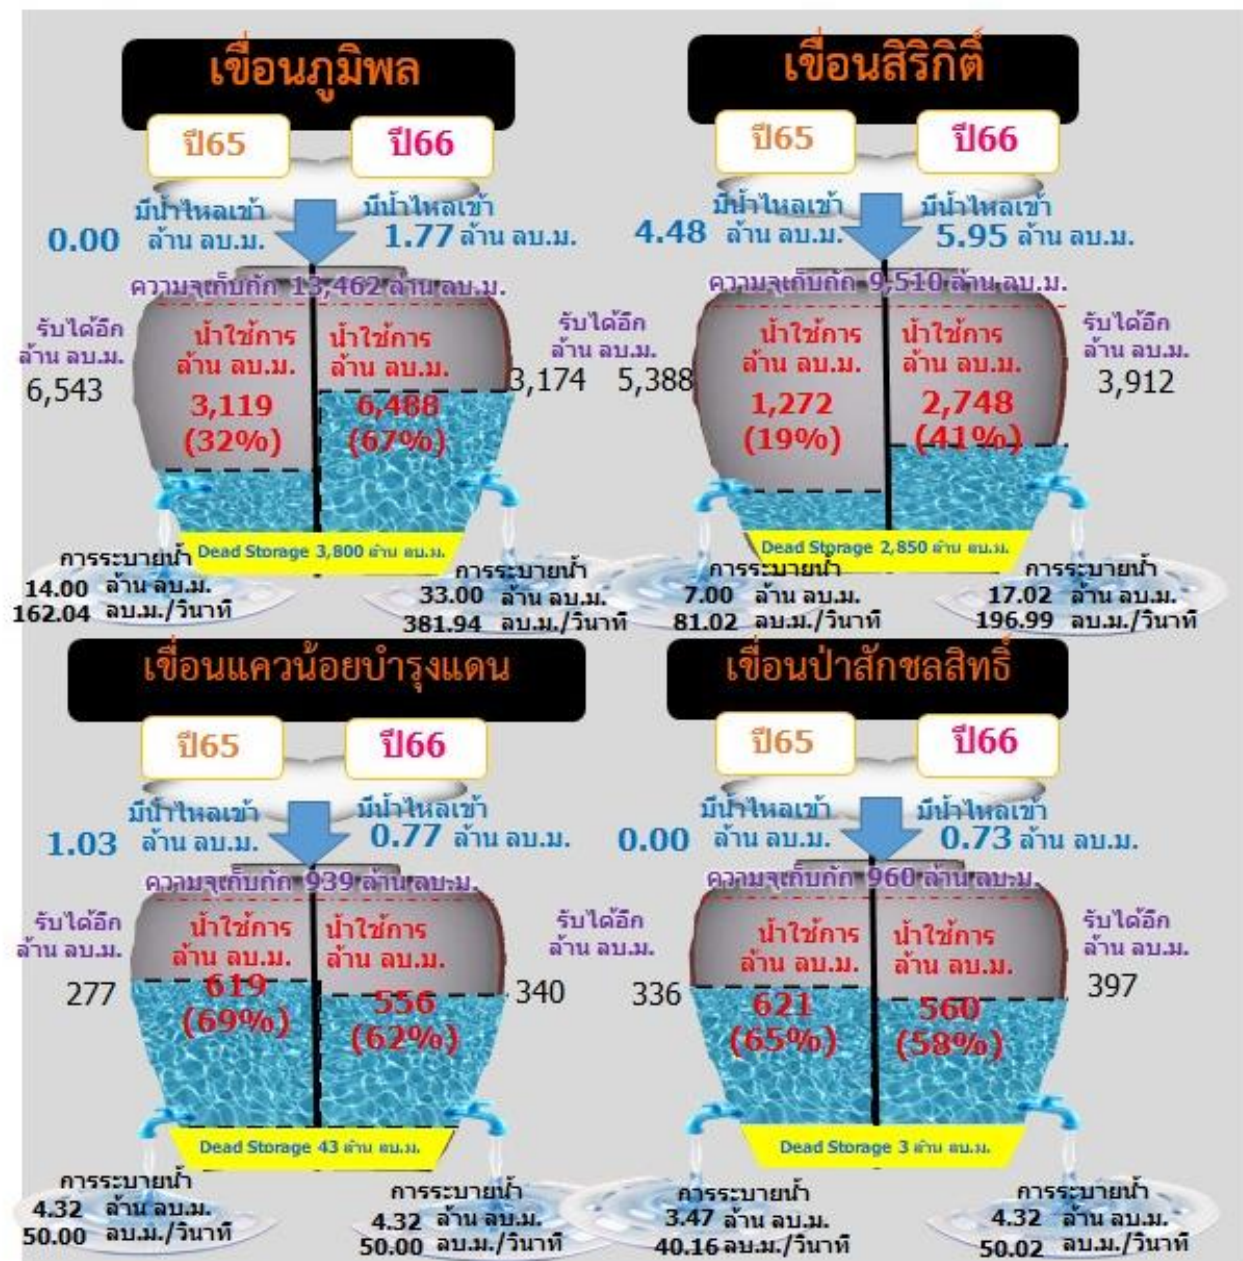 เขื่อนภูมิพล
ปี65 ปี66
มีน้ำไหลเข้า มีน้ำไหลเข้า
0.00 ล้าน ลบ.ม. 1.77 ล้าน ลบ.ม.
ความจุเก็บกัก 13,462 ล้าน ลบ.ม.
รับได้อีก
ล้าน ลบ.ม.
6,543
น้ำใช้การ น้ำใช้การ
ล้าน ลบ.ม. ล้าน ลบ.ม.
3,119 6,488
(32%) (67%)
3,174
Dead Storage 3,800 ล้าน ลบ.ม.
การระบายน้ำ
14.00 ล้าน ลบ.ม.
162.04 ลบ.ม./วินาที
การระบายน้ำ
33.00 ล้าน ลบ.ม.
381.94 ลบ.ม./วินาที
เขื่อนสิริกิติ์
ปี65 ปี66
มีน้ำไหลเข้า มีน้ำไหลเข้า
4.48 ล้าน ลบ.ม. 5.95 ล้าน ลบ.ม.
ความจุเก็บกัก 9,510 ล้าน ลบ.ม.
รับได้อีก
ล้าน ลบ.ม.
5,388
น้ำใช้การ น้ำใช้การ
ล้าน ลบ.ม. ล้าน ลบ.ม.
1,272 2,748
(19%) (41%)
รับได้อีก
ล้าน ลบ.ม.
3,912
Dead Storage 2,850 ล้าน ลบ.ม.
การระบายน้ำ
7.00 ล้าน ลบ.ม.
81.02 ลบ.ม./วินาที
การระบายน้ำ
17.02 ล้าน ลบ.ม.
196.99 ลบ.ม./วินาที
เขื่อนแควน้อยบำรุงแดน
ปี65 ปี66
มีน้ำไหลเข้า มีน้ำไหลเข้า
1.03 ล้าน ลบ.ม. 0.77 ล้าน ลบ.ม.
ความจุเก็บกัก 939 ล้าน ลบ.ม.
รับได้อีก
ล้าน ลบ.ม.
277
น้ำใช้การ น้ำใช้การ
ล้าน ลบ.ม. ล้าน ลบ.ม.
619 556
(69%) (62%)
340
Dead Storage 43 ล้าน ลบ.ม.
การระบายน้ำ
4.32 ล้าน ลบ.ม.
50.00 ลบ.ม./วินาที
การระบายน้ำ
4.32 ล้าน ลบ.ม.
50.00 ลบ.ม./วินาที
เขื่อนป่าสักชลสิทธิ์
ปี65 ปี66
มีน้ำไหลเข้า มีน้ำไหลเข้า
0.00 ล้าน ลบ.ม. 0.73 ล้าน ลบ.ม.
ความจุเก็บกัก 960 ล้าน ลบ.ม.
รับได้อีก
ล้าน ลบ.ม.
336
น้ำใช้การ น้ำใช้การ
ล้าน ลบ.ม. ล้าน ลบ.ม.
621 560
(65%) (58%)
รับได้อีก
ล้าน ลบ.ม.
397
Dead Storage 3 ล้าน ลบ.ม.
การระบายน้ำ
3.47 ล้าน ลบ.ม.
40.16 ลบ.ม./วินาที
การระบายน้ำ
4.32 ล้าน ลบ.ม.
50.02 ลบ.ม./วินาที